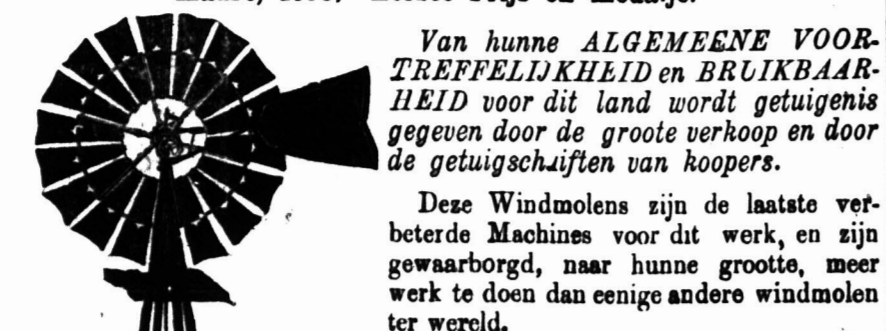 Van hunne ALGEMEENE VOOR-
TREFFELIJKHEID en BRUIKBAAR-
HEID voor dit land wordt getuigenis
gegeven door de groote verkoop en door
de getuigschriften van koopers.
Deze Windmolens zijn de laatste ver-
beterde Machines voor dit werk, en zijn
gewaarborgd, naar hunne grootte, meer
werk te doen dan eenige andere windmolen
ter wereld.